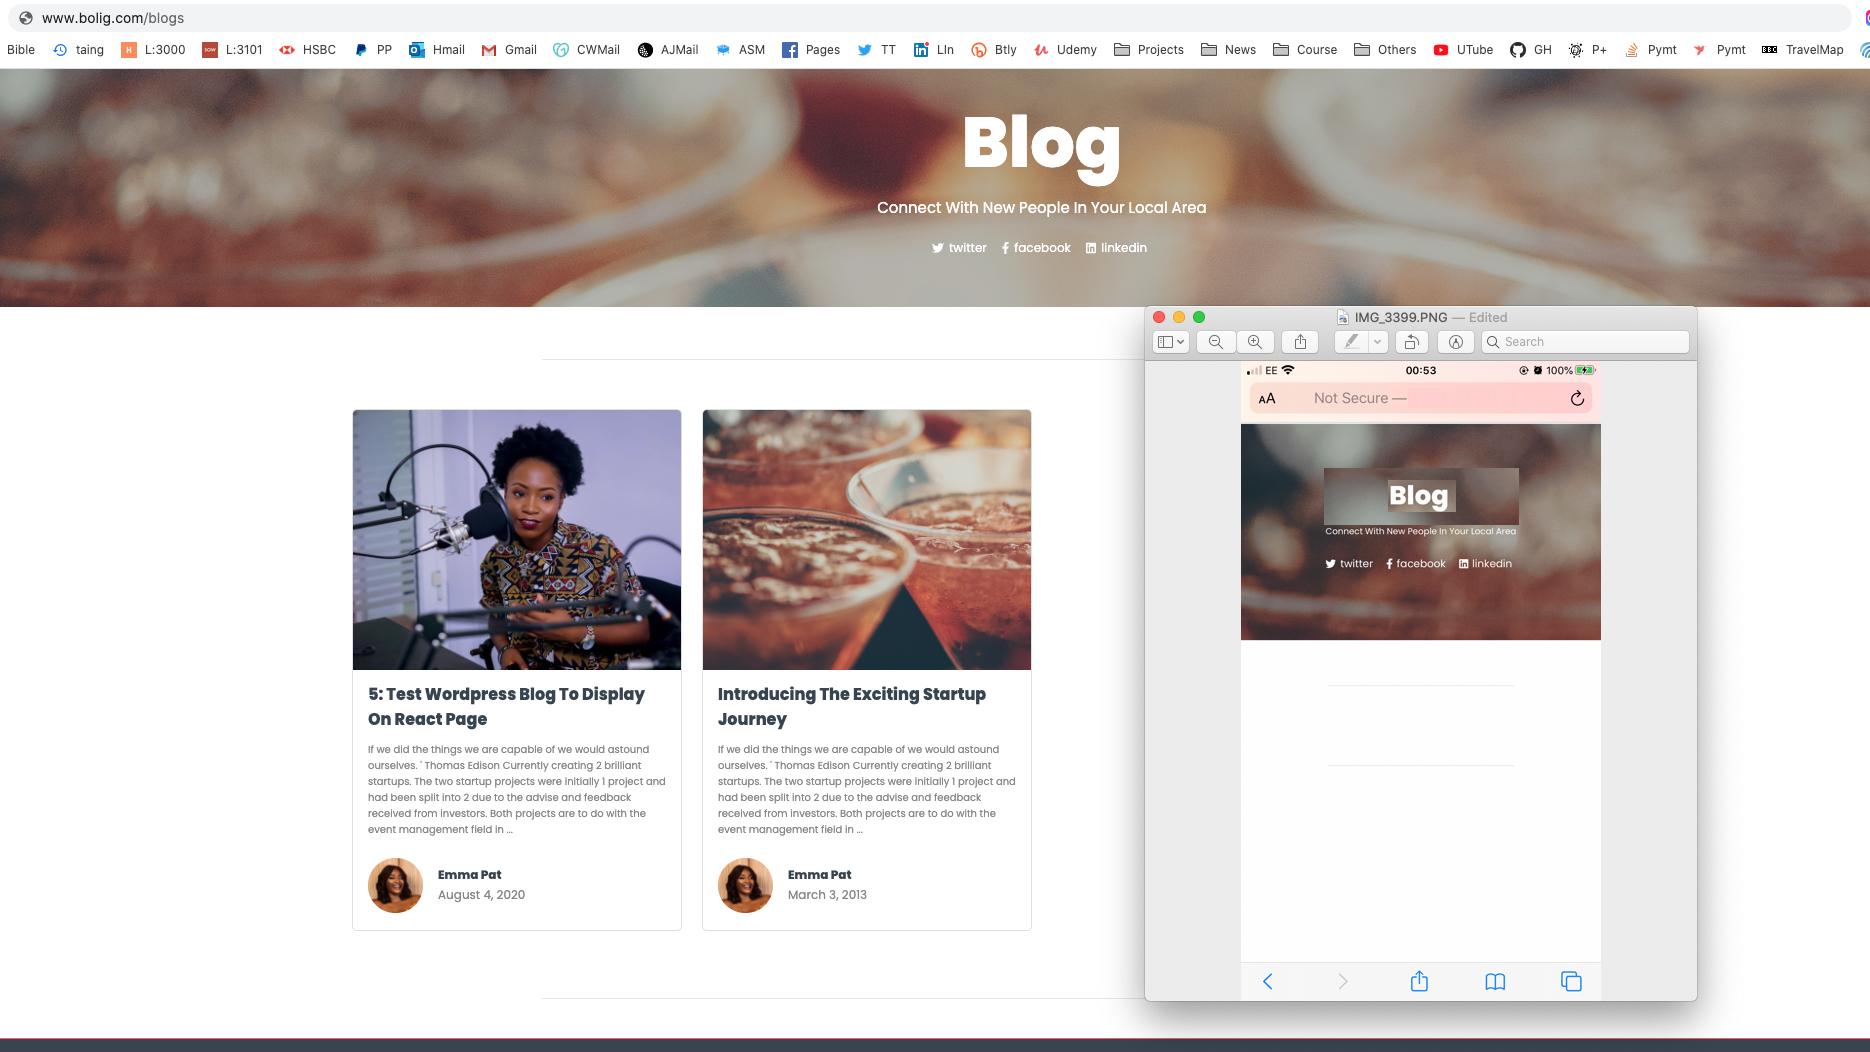 www.bolig.com/blogs
Bible taing L:3000 L:3101 HSBC PP Hmail Gmail CWMail AJMail ASM Pages TT LIn Btly Udemy Projects News Course Others UTube GH P+ Pymt Pymt TravelMap
Blog
Connect With New People In Your Local Area
twitter facebook linkedin
IMG_3399.PNG — Edited
Search
EE 00:53 100%
AA Not Secure —
Blog
Connect With New People In Your Local Area
twitter facebook linkedin
5: Test Wordpress Blog To Display
On React Page
If we did the things we are capable of we would astound
ourselves. ' Thomas Edison Currently creating 2 brilliant
startups. The two startup projects were initially 1 project and
had been split into 2 due to the advise and feedback
received from investors. Both projects are to do with the
event management field in ...
Emma Pat
August 4, 2020
Introducing The Exciting Startup
Journey
If we did the things we are capable of we would astound
ourselves. ' Thomas Edison Currently creating 2 brilliant
startups. The two startup projects were initially 1 project and
had been split into 2 due to the advise and feedback
received from investors. Both projects are to do with the
event management field in ...
Emma Pat
March 3, 2013